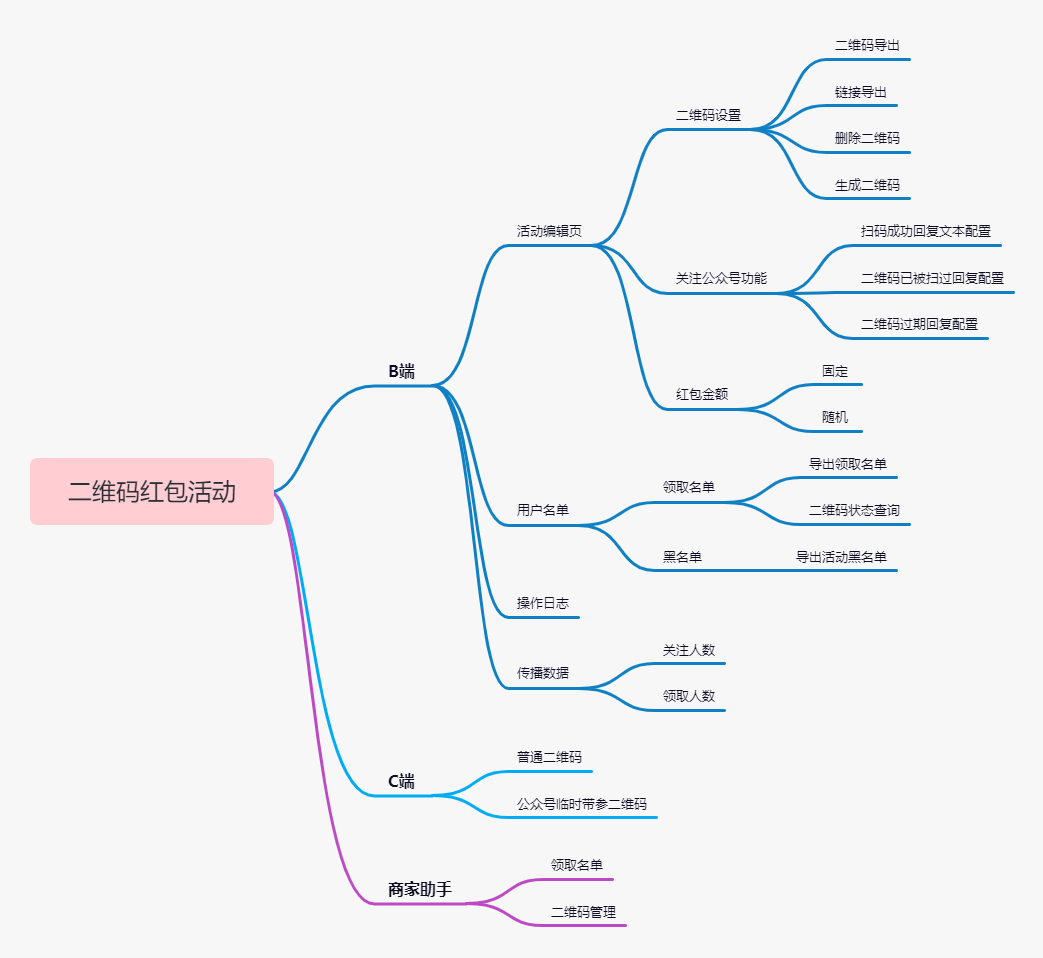 二维码红包活动
B端
活动编辑页
二维码设置
二维码导出
链接导出
删除二维码
生成二维码
关注公众号功能
扫码成功回复文本配置
二维码已被扫过回复配置
二维码过期回复配置
红包金额
固定
随机
用户名单
领取名单
导出领取名单
二维码状态查询
黑名单
导出活动黑名单
操作日志
传播数据
关注人数
领取人数
C端
普通二维码
公众号临时带参二维码
商家助手
领取名单
二维码管理